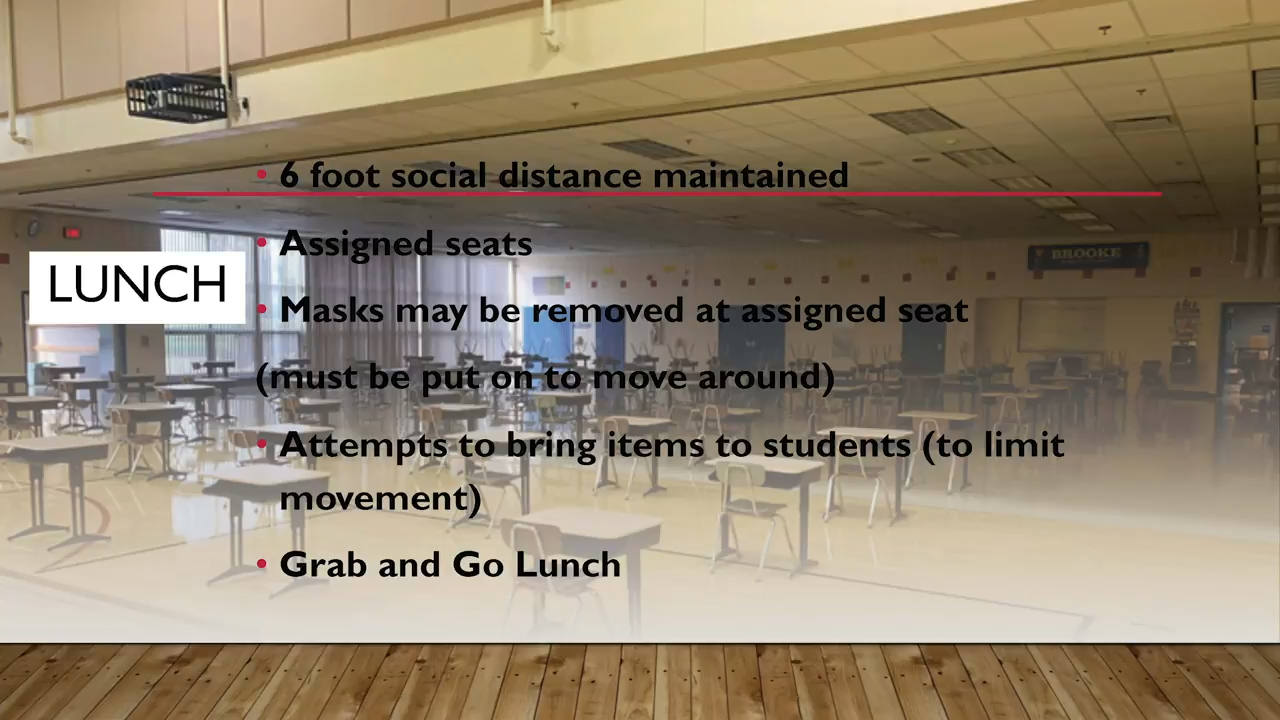 • 6 foot social distance maintained
• Assigned seats
LUNCH
• Masks may be removed at assigned seat
(must be put on to move around)
• Attempts to bring items to students (to limit
movement)
• Grab and Go Lunch
BROOKE